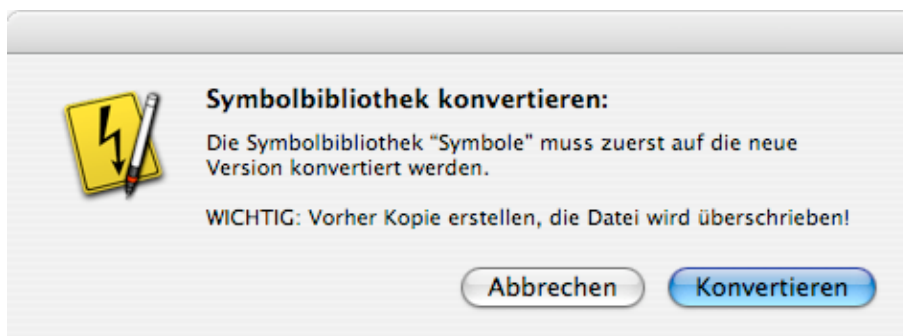 Symbolbibliothek konvertieren:
Die Symbolbibliothek “Symbole” muss zuerst auf die neue
Version konvertiert werden.
WICHTIG: Vorher Kopie erstellen, die Datei wird überschrieben!
Abbrechen
Konvertieren